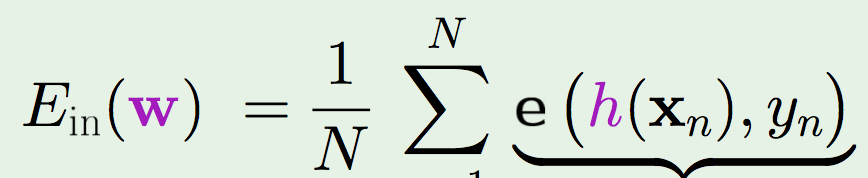 E_in(w) = 1/N ∑^N e(h(x_n), y_n)